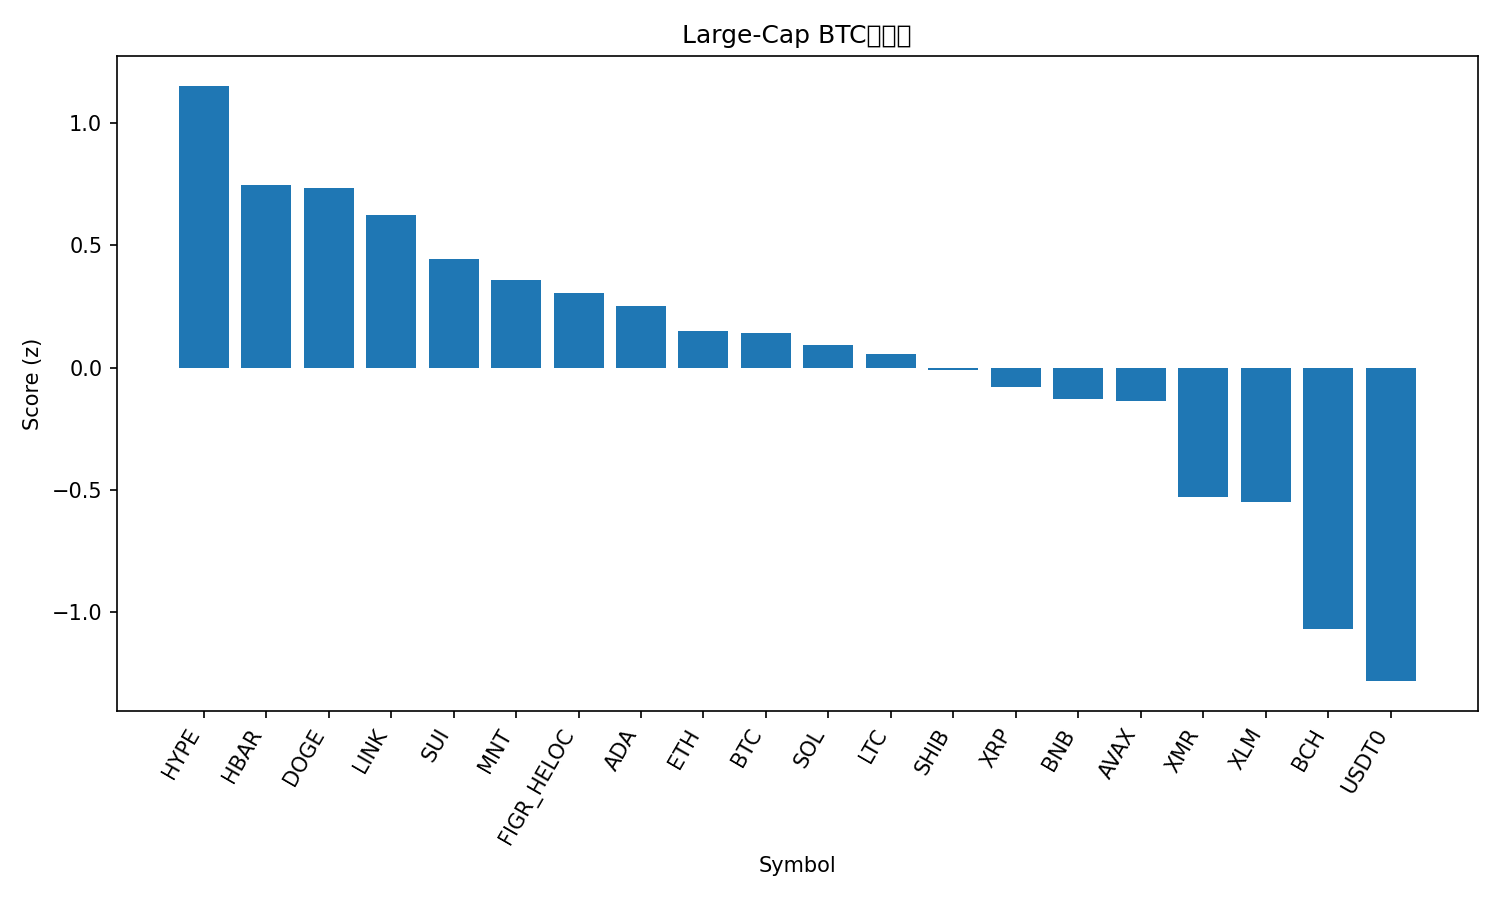 Large-Cap BTC
Score (z)
1.0
0.5
0.0
−0.5
−1.0
HYPE
HBAR
DOGE
LINK
SUI
MNT
FIGR_HELOC
ADA
ETH
BTC
SOL
LTC
SHIB
XRP
BNB
AVAX
XMR
XLM
BCH
USDT0
Symbol